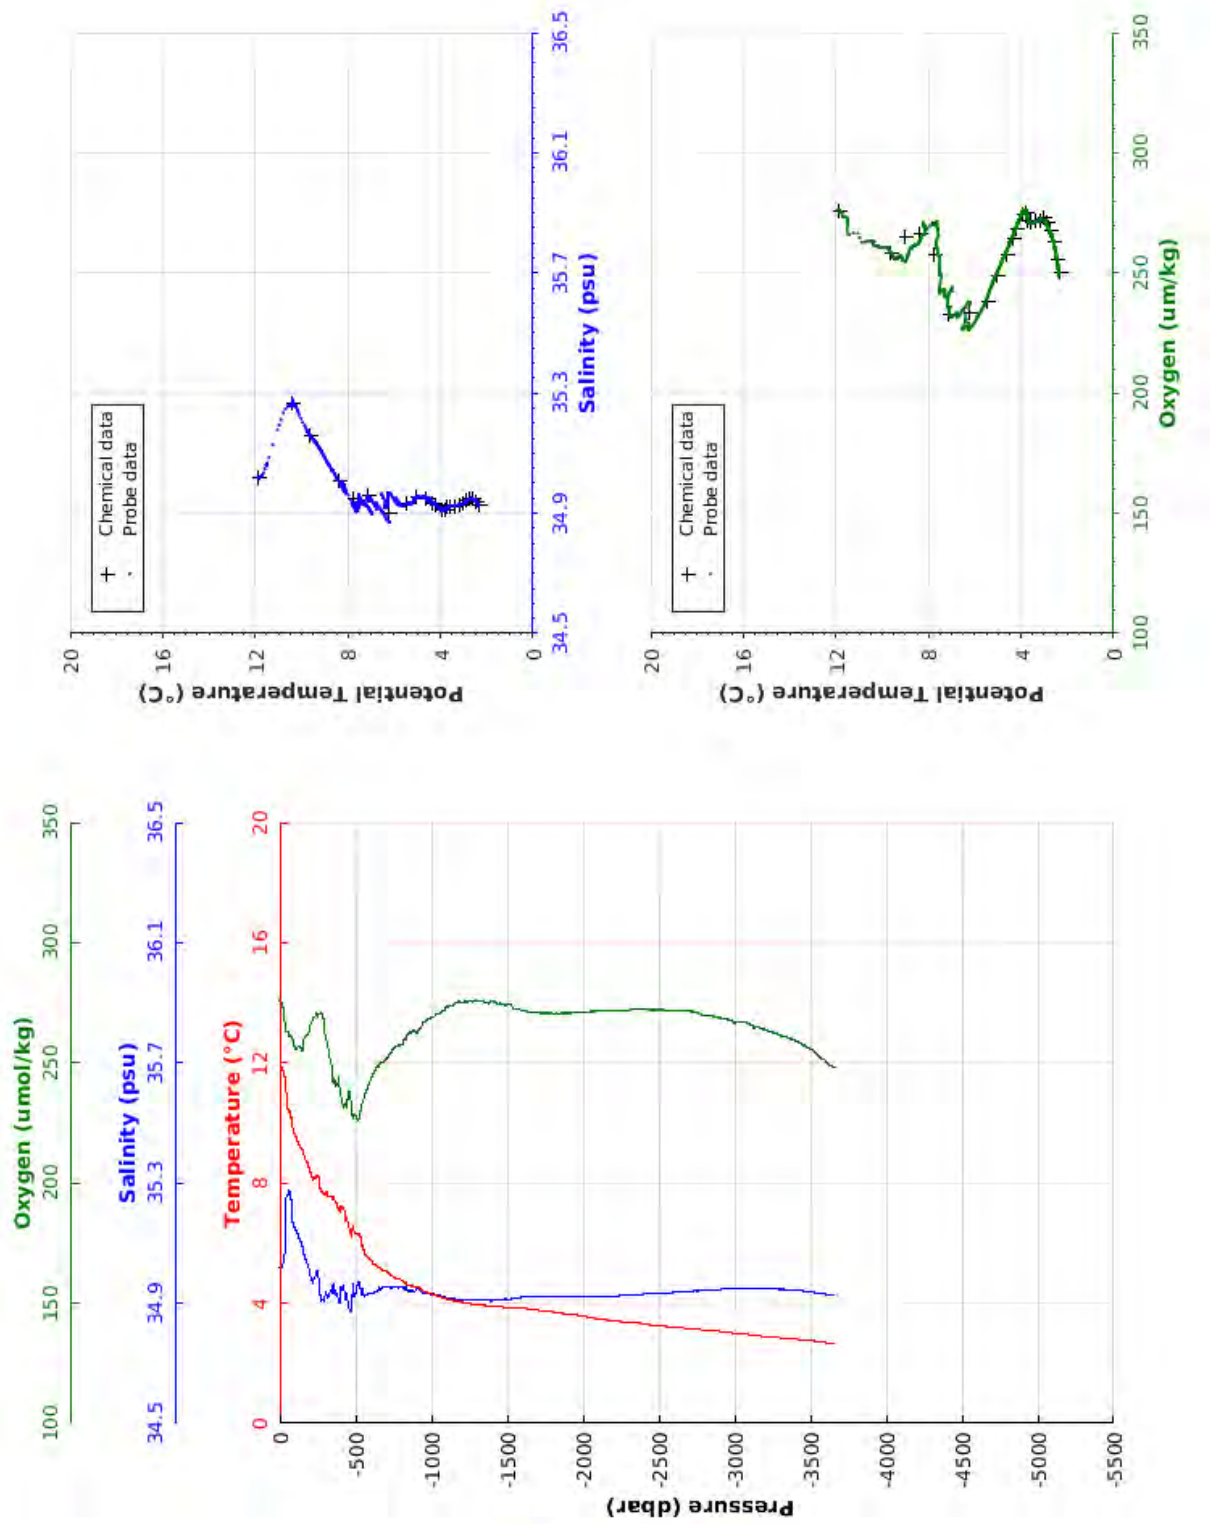 Oxygen (umol/kg)
100 150 200 250 300 350
Salinity (psu)
34.5 34.9 35.3 35.7 36.1 36.5
Temperature (°C)
0 4 8 12 16 20
Pressure (dbar)
0
-500
-1000
-1500
-2000
-2500
-3000
-3500
-4000
-4500
-5000
-5500
Potential Temperature (°C)
20
16
12
8
4
0
Chemical data
Probe data
34.5 34.9 35.3 35.7 36.1 36.5
Salinity (psu)
Potential Temperature (°C)
20
16
12
8
4
0
Chemical data
Probe data
100 150 200 250 300 350
Oxygen (um/kg)